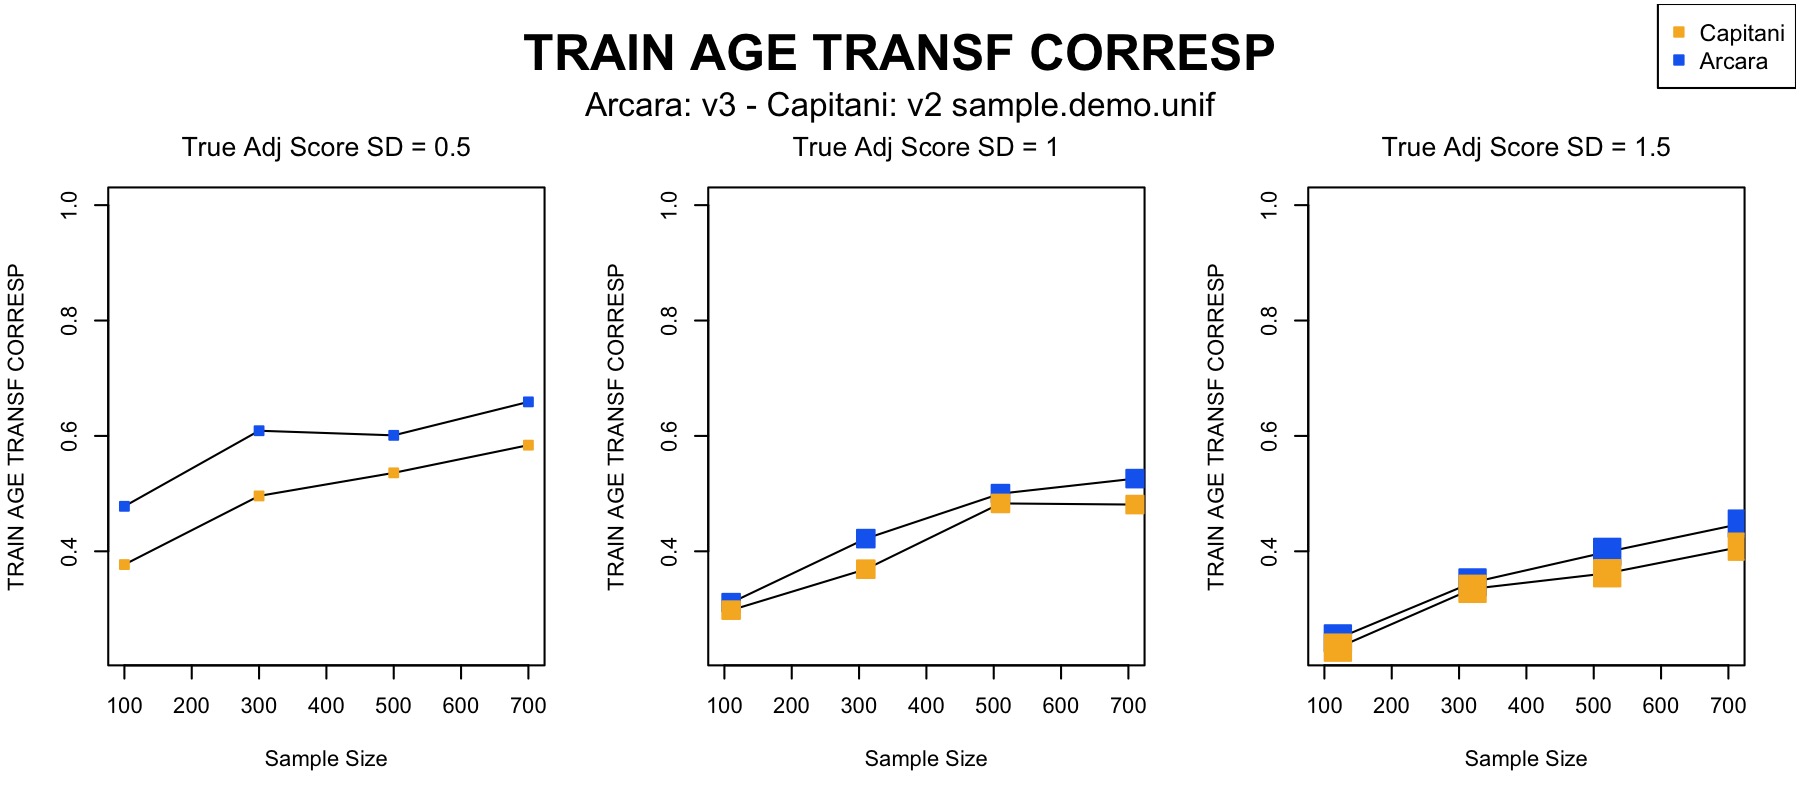 TRAIN AGE TRANSF CORRESP
Arcara: v3 - Capitani: v2 sample.demo.unif
Capitani
Arcara
True Adj Score SD = 0.5
TRAIN AGE TRANSF CORRESP
1.0
0.8
0.6
0.4
100 200 300 400 500 600 700
Sample Size
True Adj Score SD = 1
TRAIN AGE TRANSF CORRESP
1.0
0.8
0.6
0.4
100 200 300 400 500 600 700
Sample Size
True Adj Score SD = 1.5
TRAIN AGE TRANSF CORRESP
1.0
0.8
0.6
0.4
100 200 300 400 500 600 700
Sample Size